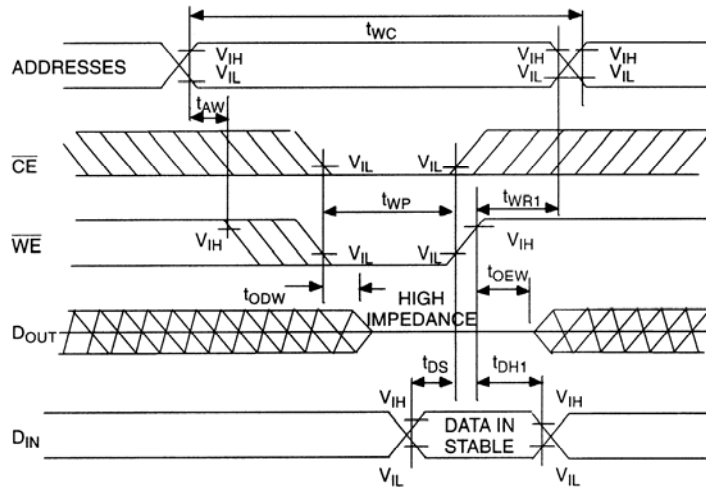 tWC
ADDRESSES
VIH
VIL
VIH
VIL
VIH
VIL
tAW
CE
VIL
VIL
tWP
tWR1
WE
VIH
VIL
VIL
VIH
tODW
HIGH
IMPEDANCE
tOEW
DOUT
tDS
tDH1
VIH
VIH
DIN
DATA IN
STABLE
VIL
VIL